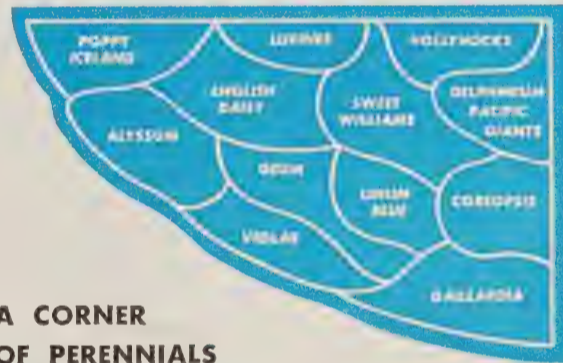 POPPY
ICELAND
LUPINES
HOLLYHOCKS
ENGLISH
DAISY
SWEET
WILLIAMS
DELPHINIUM
PACIFIC
GIANTS
ALYSSUM
GEUM
LINUM
BLUE
COREOPSIS
VIOLAS
GAILLARDIA
A CORNER
OF PERENNIALS